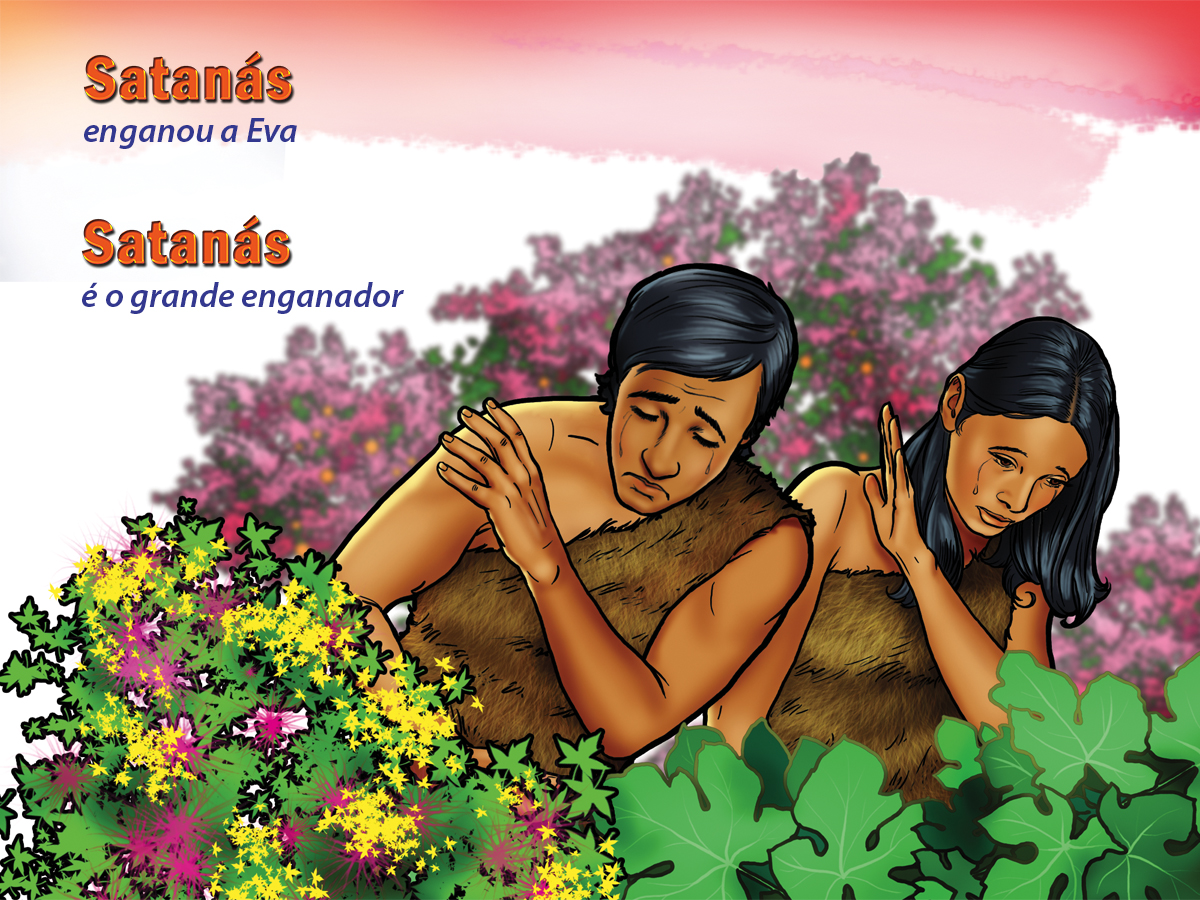 Satanás
enganou a Eva
Satanás
é o grande enganador